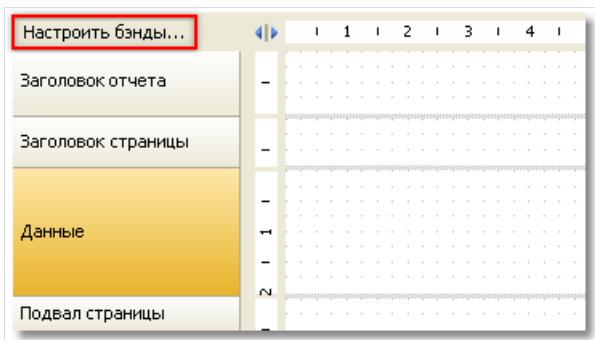 Настроить бэнды...
1 2 3 4
Заголовок отчета
Заголовок страницы
Данные
1
2
Подвал страницы